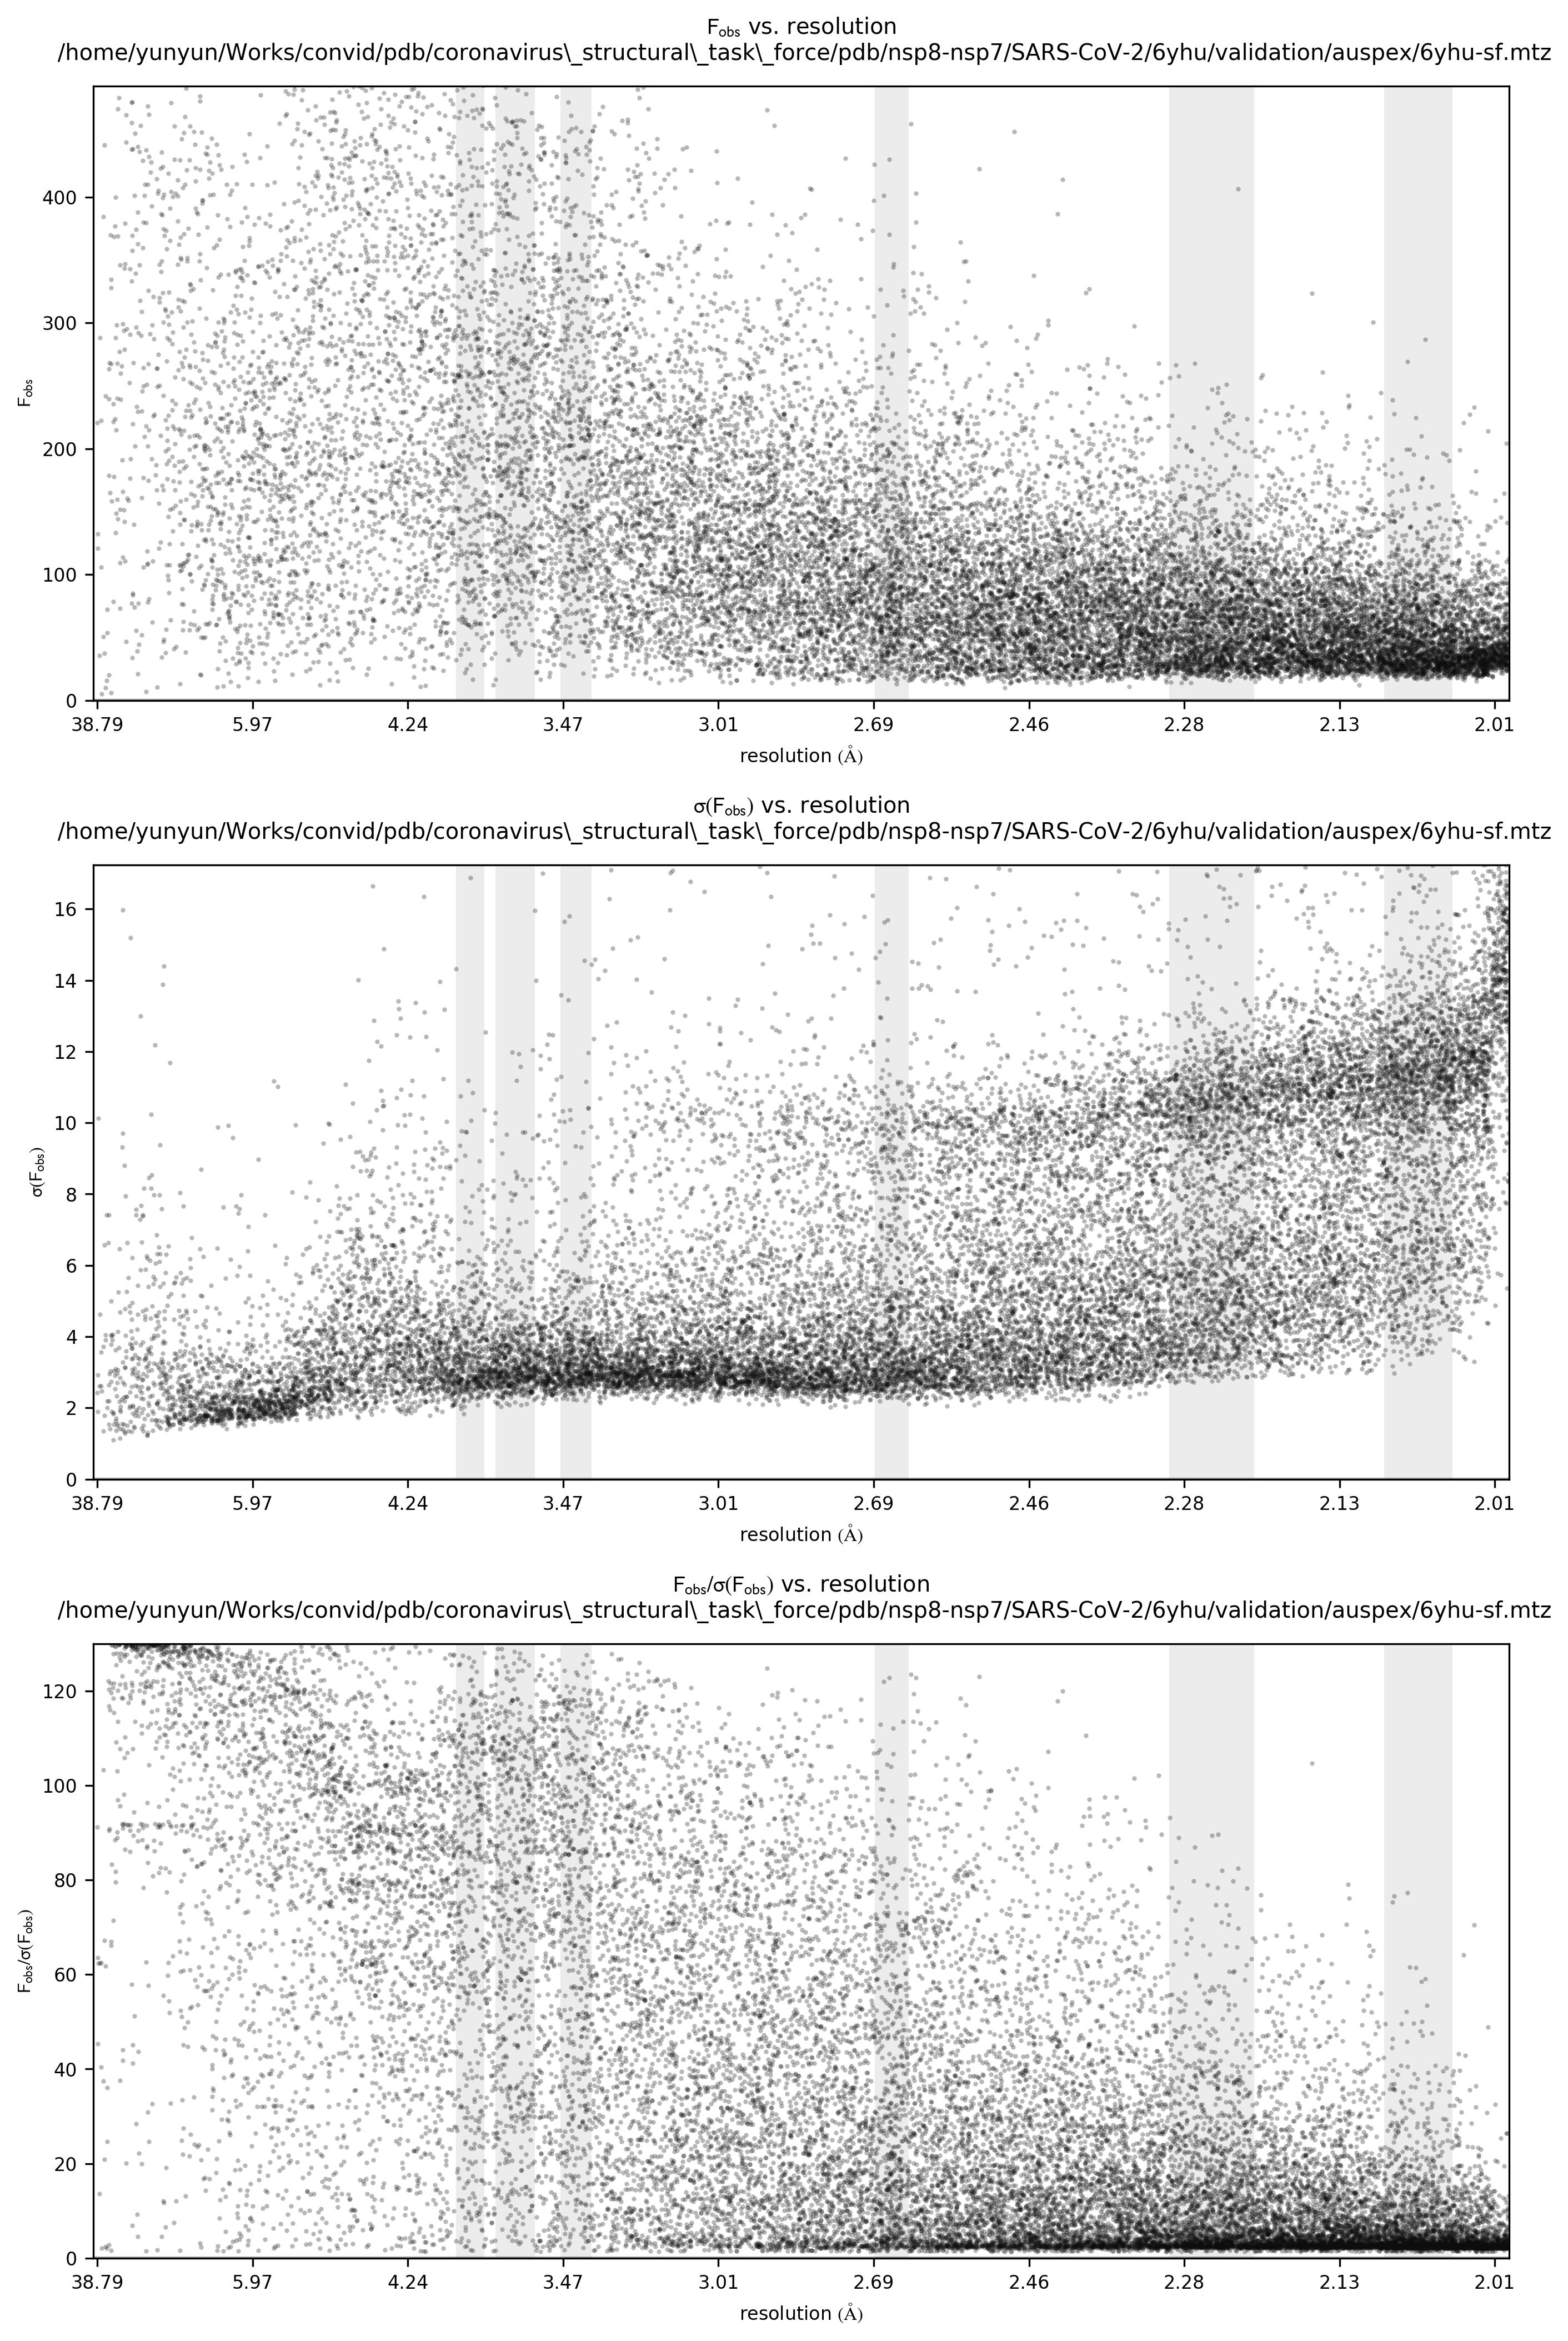 Fobs vs. resolution
/home/yunyun/Works/convid/pdb/coronavirus\_structural\_task\_force/pdb/nsp8-nsp7/SARS-CoV-2/6yhu/validation/auspex/6yhu-sf.mtz
400
300
200
100
0
Fobs
38.79 5.97 4.24 3.47 3.01 2.69 2.46 2.28 2.13 2.01
resolution (Å)
σ(Fobs) vs. resolution
/home/yunyun/Works/convid/pdb/coronavirus\_structural\_task\_force/pdb/nsp8-nsp7/SARS-CoV-2/6yhu/validation/auspex/6yhu-sf.mtz
16
14
12
10
8
6
4
2
0
σ(Fobs)
38.79 5.97 4.24 3.47 3.01 2.69 2.46 2.28 2.13 2.01
resolution (Å)
Fobs/σ(Fobs) vs. resolution
/home/yunyun/Works/convid/pdb/coronavirus\_structural\_task\_force/pdb/nsp8-nsp7/SARS-CoV-2/6yhu/validation/auspex/6yhu-sf.mtz
120
100
80
60
40
20
0
Fobs/σ(Fobs)
38.79 5.97 4.24 3.47 3.01 2.69 2.46 2.28 2.13 2.01
resolution (Å)